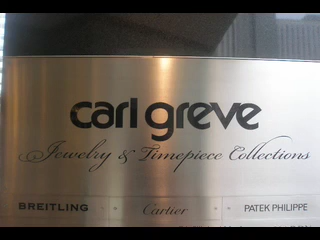 carl greve
Jewelry & Timepiece Collections
BREITLING Cartier PATEK PHILIPPE